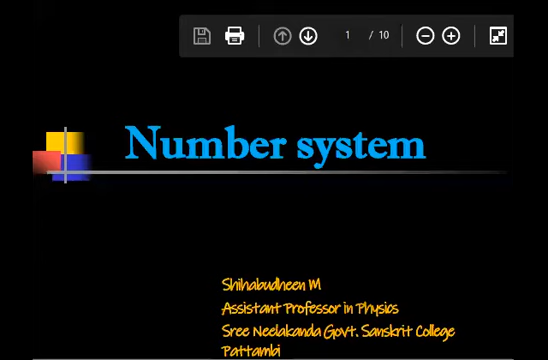 1 / 10
Number system
Shihabudheen M
Assistant Professor in Physics
Sree Neelakanda Govt. Sanskrit College
Pattambi